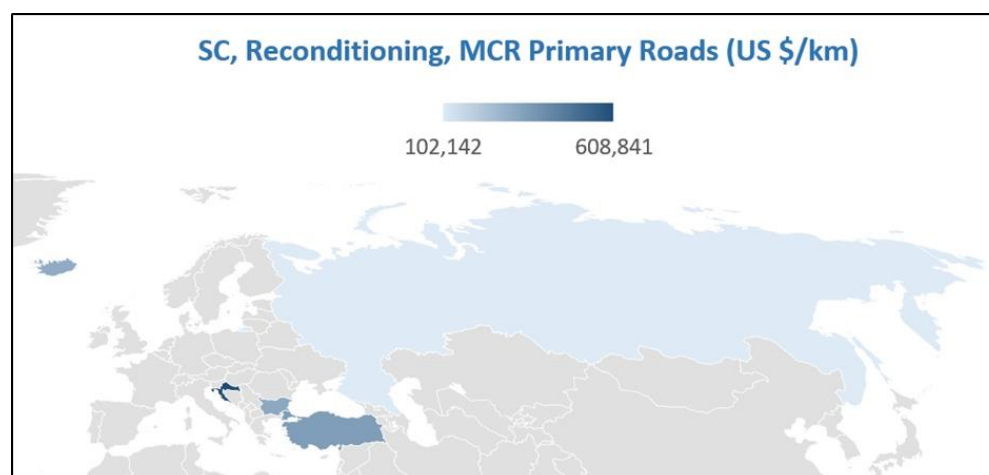 SC, Reconditioning, MCR Primary Roads (US $/km)
102,142 608,841